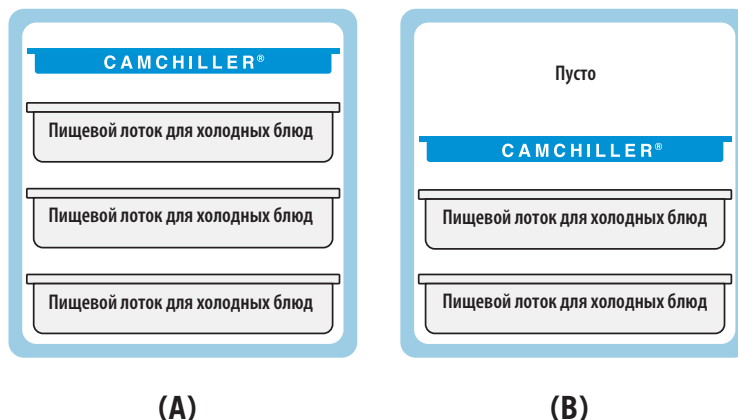 CAMCHILLER®
Пищевой лоток для холодных блюд
Пищевой лоток для холодных блюд
Пищевой лоток для холодных блюд
(A)
Пусто
CAMCHILLER®
Пищевой лоток для холодных блюд
Пищевой лоток для холодных блюд
(B)